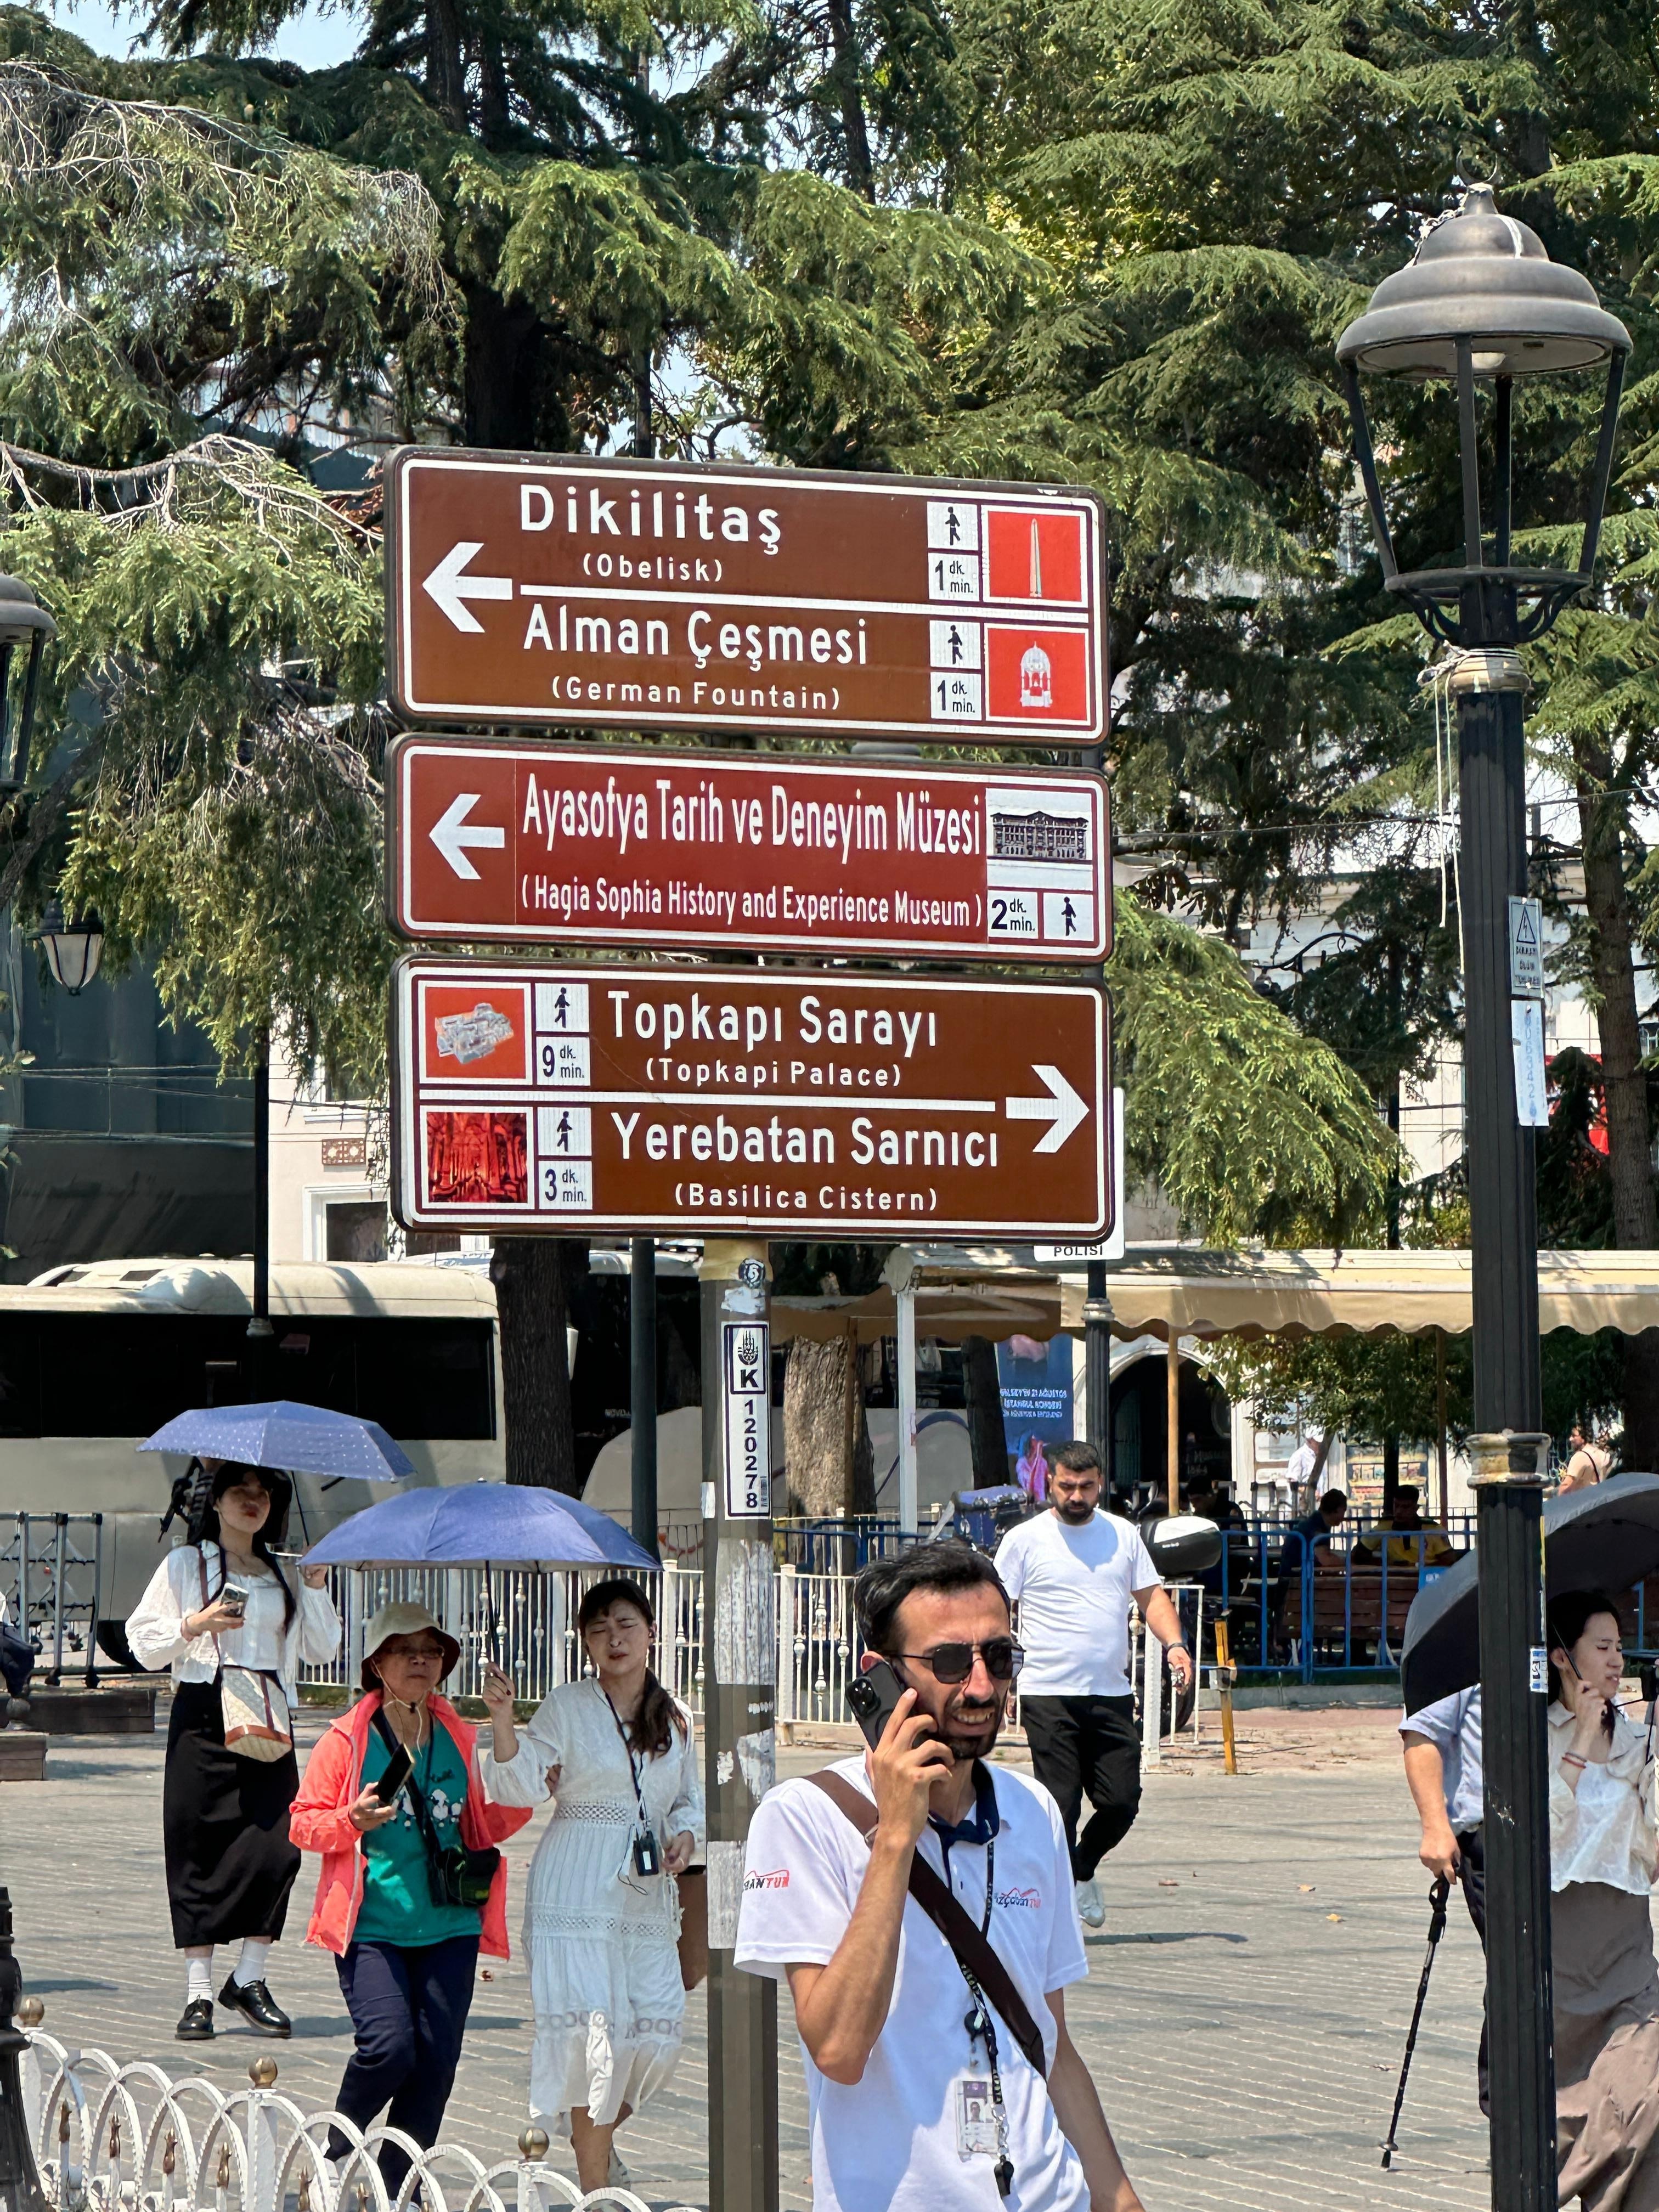 Dikilitaş
(Obelisk)
1 dk. min.
Alman Çeşmesi
(German Fountain)
1 dk. min.
Ayasofya Tarih ve Deneyim Müzesi
( Hagia Sophia History and Experience Museum )
2 dk. min.
Topkapı Sarayı
(Topkapi Palace)
9 dk. min.
Yerebatan Sarnıcı
(Basilica Cistern)
3 dk. min.
POLISI
K
120278